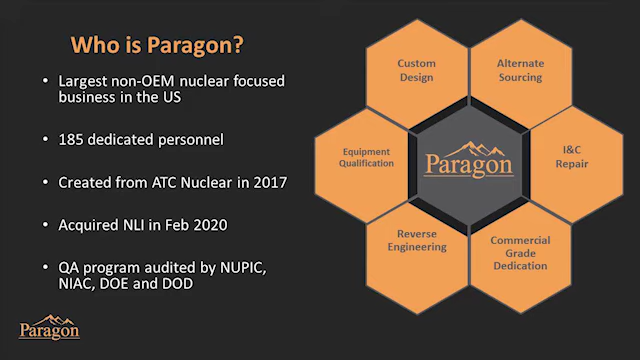 Who is Paragon?
• Largest non-OEM nuclear focused
business in the US
• 185 dedicated personnel
• Created from ATC Nuclear in 2017
• Acquired NLI in Feb 2020
• QA program audited by NUPIC,
NIAC, DOE and DOD
Custom
Design
Alternate
Sourcing
Equipment
Qualification
Paragon
I&C
Repair
Reverse
Engineering
Commercial
Grade
Dedication
Paragon